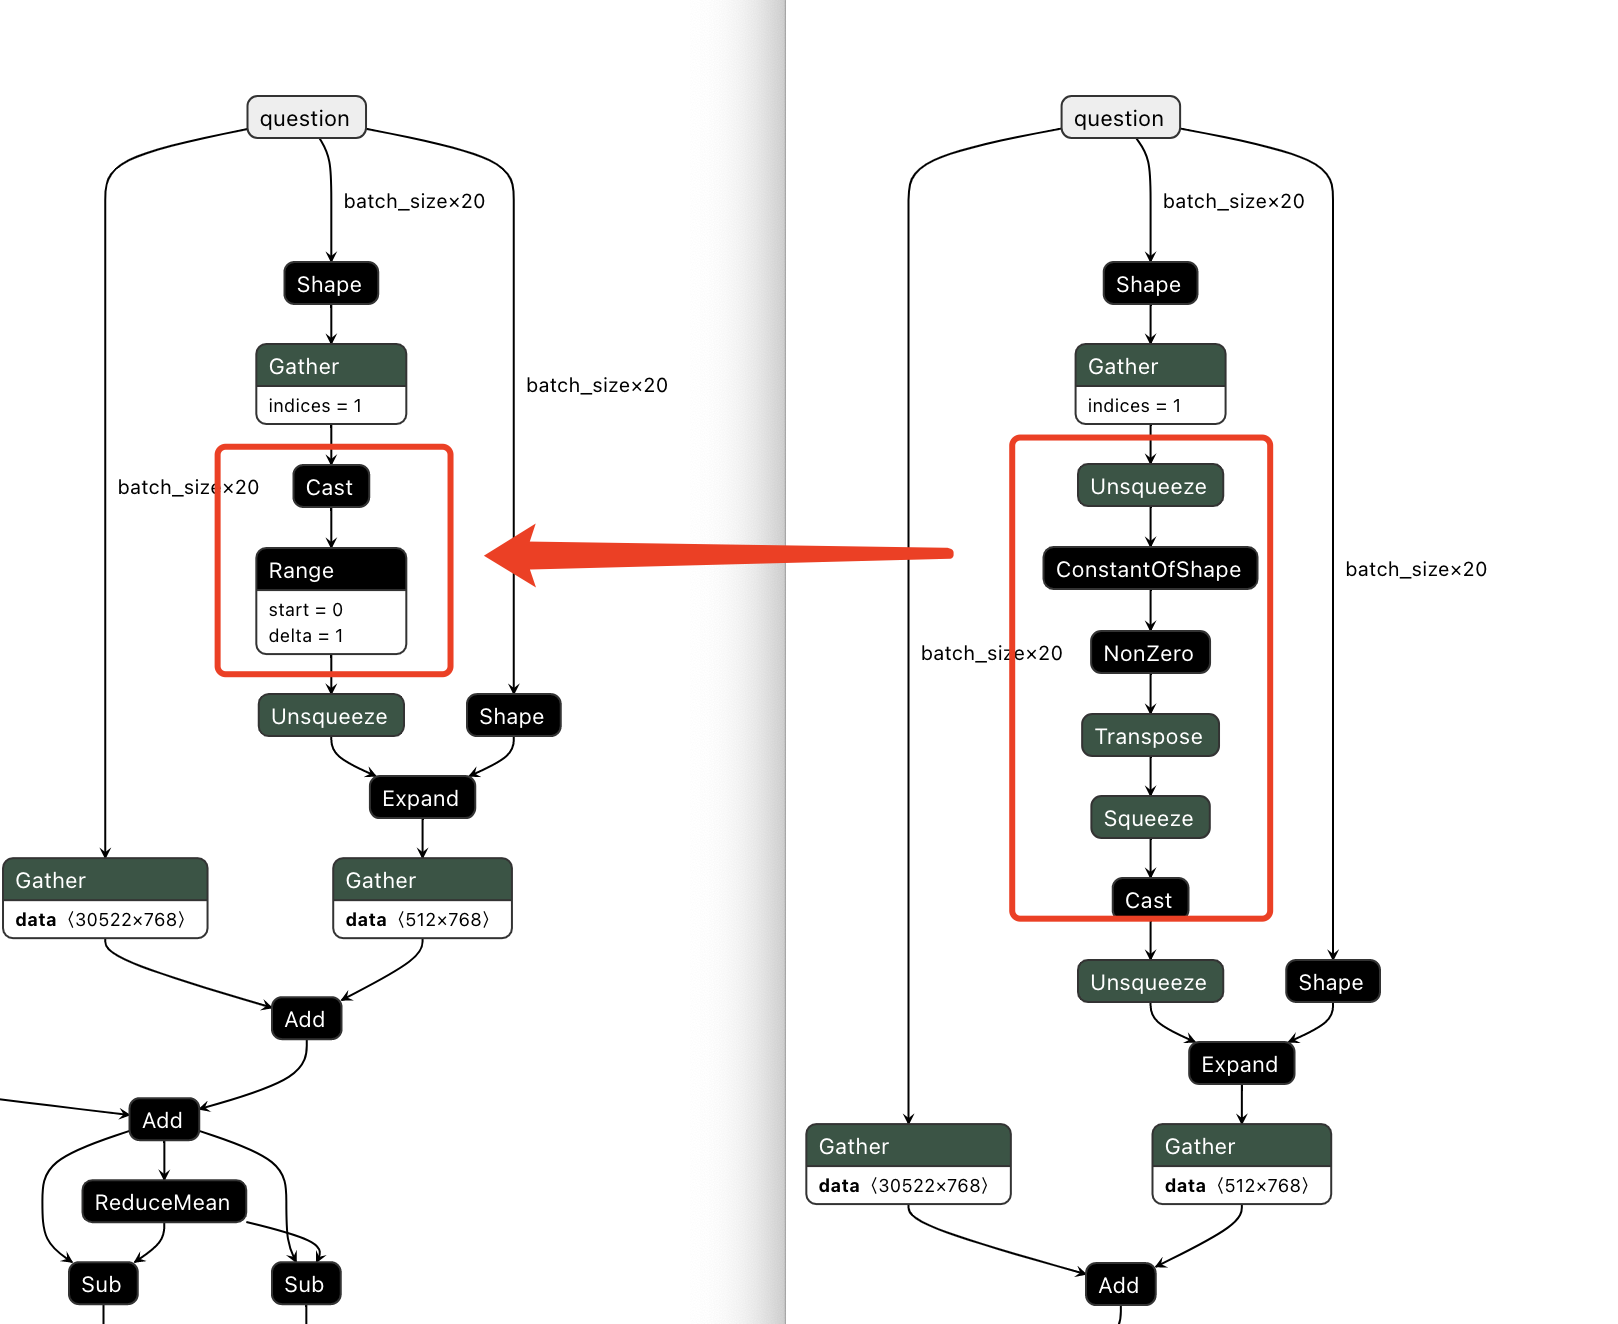 question
batch_size×20
Shape
Gather
indices = 1
batch_size×20
batch_size×20
Cast
Range
start = 0
delta = 1
Unsqueeze
Shape
Expand
Gather
data ⟨30522×768⟩
Gather
data ⟨512×768⟩
Add
Add
ReduceMean
Sub
Sub
question
batch_size×20
Shape
Gather
indices = 1
Unsqueeze
ConstantOfShape
batch_size×20
batch_size×20
NonZero
Transpose
Squeeze
Cast
Unsqueeze
Shape
Expand
Gather
data ⟨30522×768⟩
Gather
data ⟨512×768⟩
Add